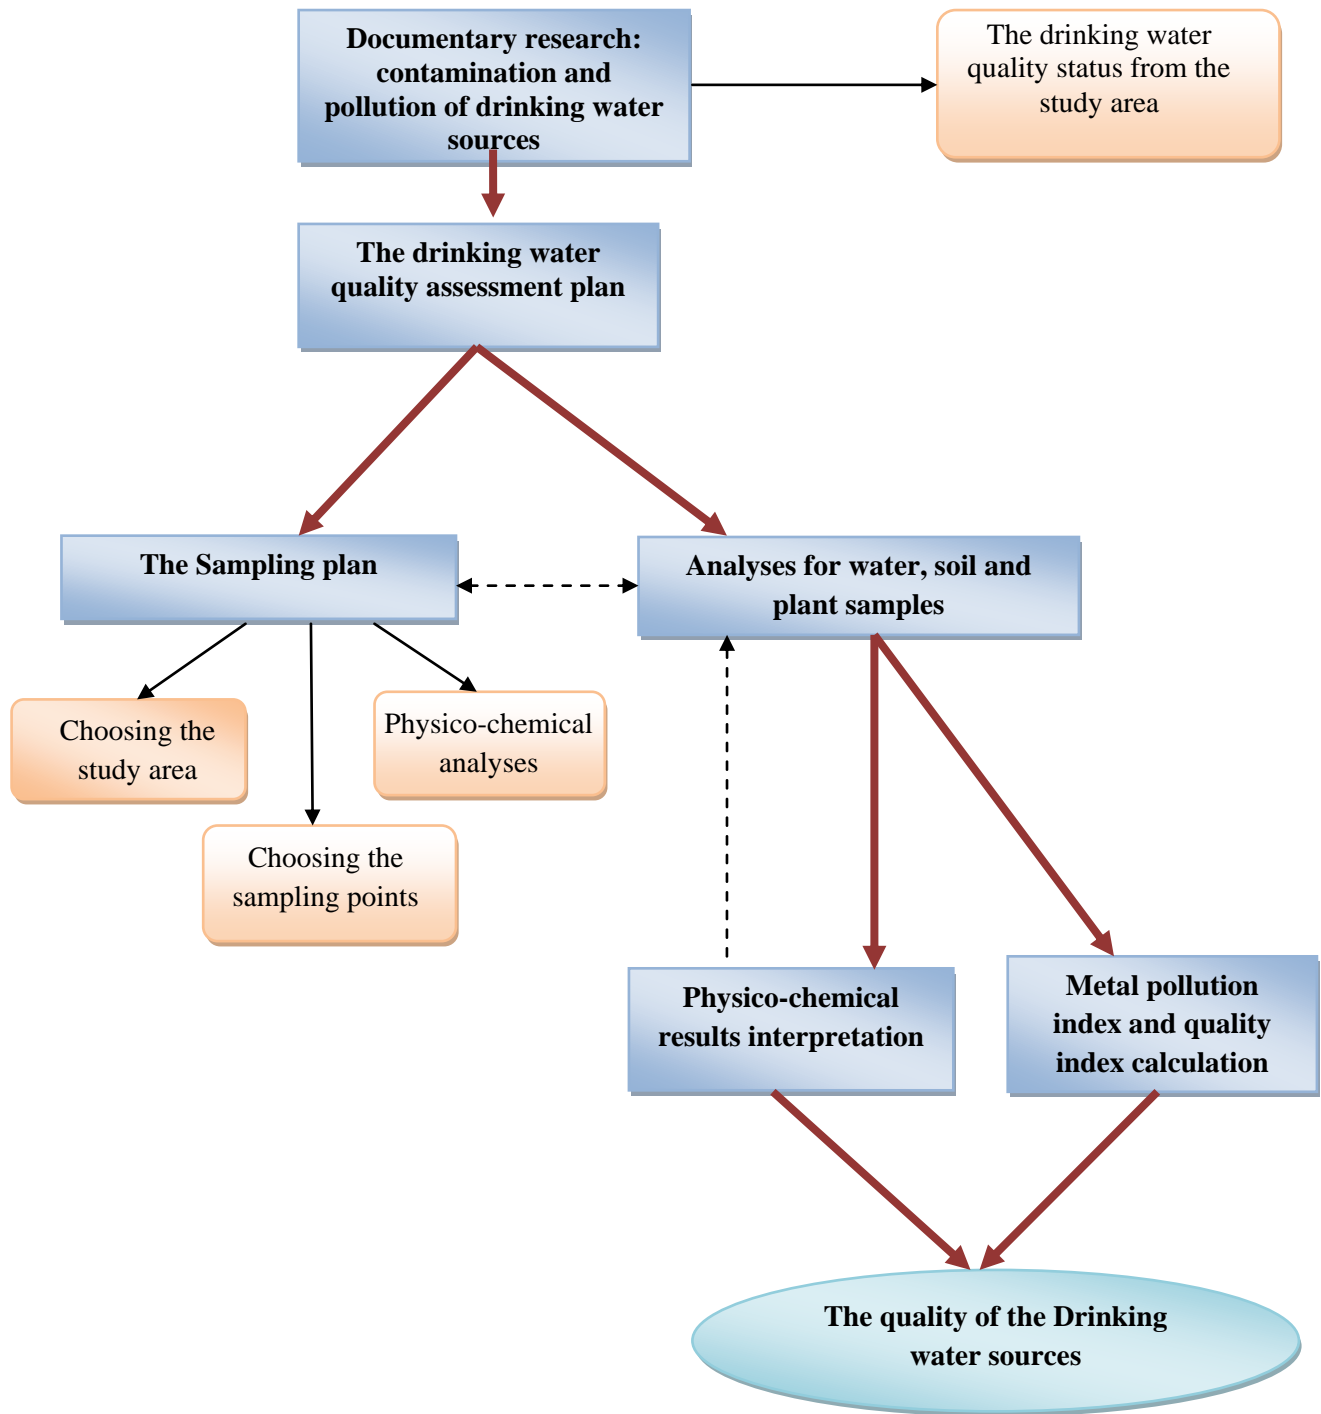 Documentary research:
contamination and
pollution of drinking water
sources
The drinking water
quality status from the
study area
The drinking water
quality assessment plan
The Sampling plan
Analyses for water, soil and
plant samples
Choosing the
study area
Physico-chemical
analyses
Choosing the
sampling points
Physico-chemical
results interpretation
Metal pollution
index and quality
index calculation
The quality of the Drinking
water sources